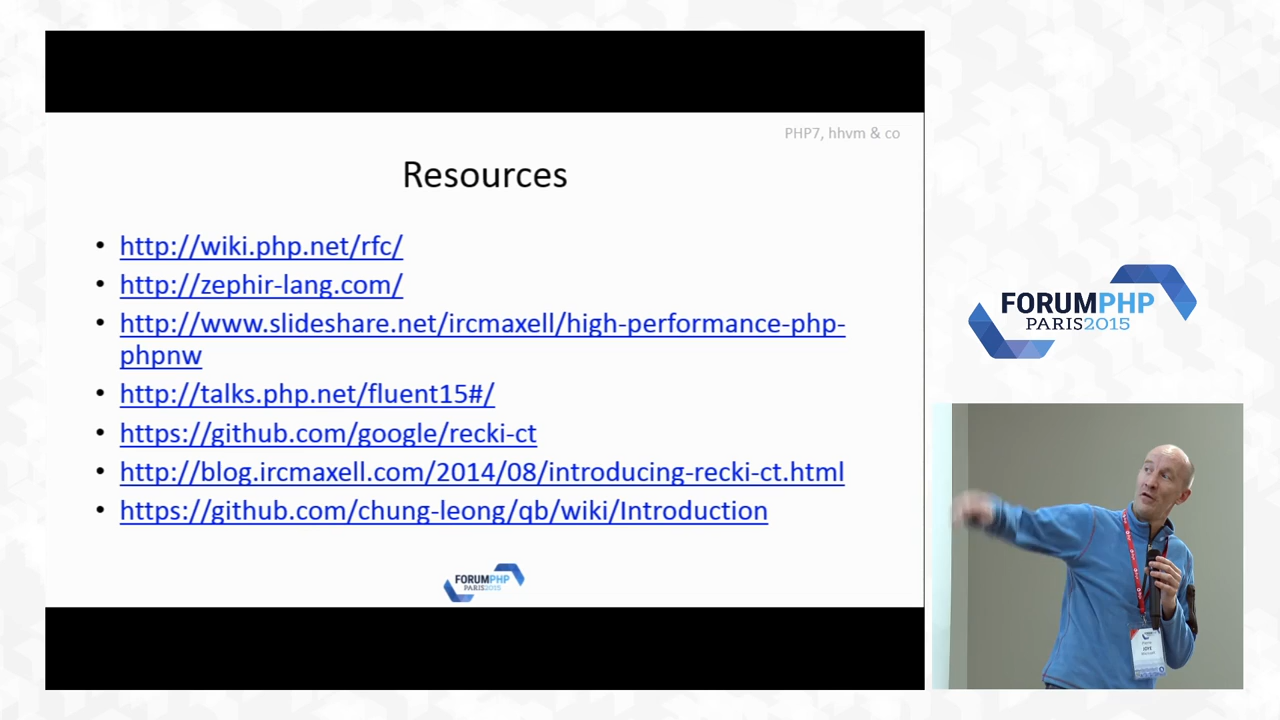 PHP7, hhvm & co
Resources
• http://wiki.php.net/rfc/
• http://zephir-lang.com/
• http://www.slideshare.net/ircmaxell/high-performance-php-
phpnw
• http://talks.php.net/fluent15#/
• https://github.com/google/recki-ct
• http://blog.ircmaxell.com/2014/08/introducing-recki-ct.html
• https://github.com/chung-leong/qb/wiki/Introduction
FORUMPHP
PARIS2015
FORUMPHP
PARIS2015
JOYE